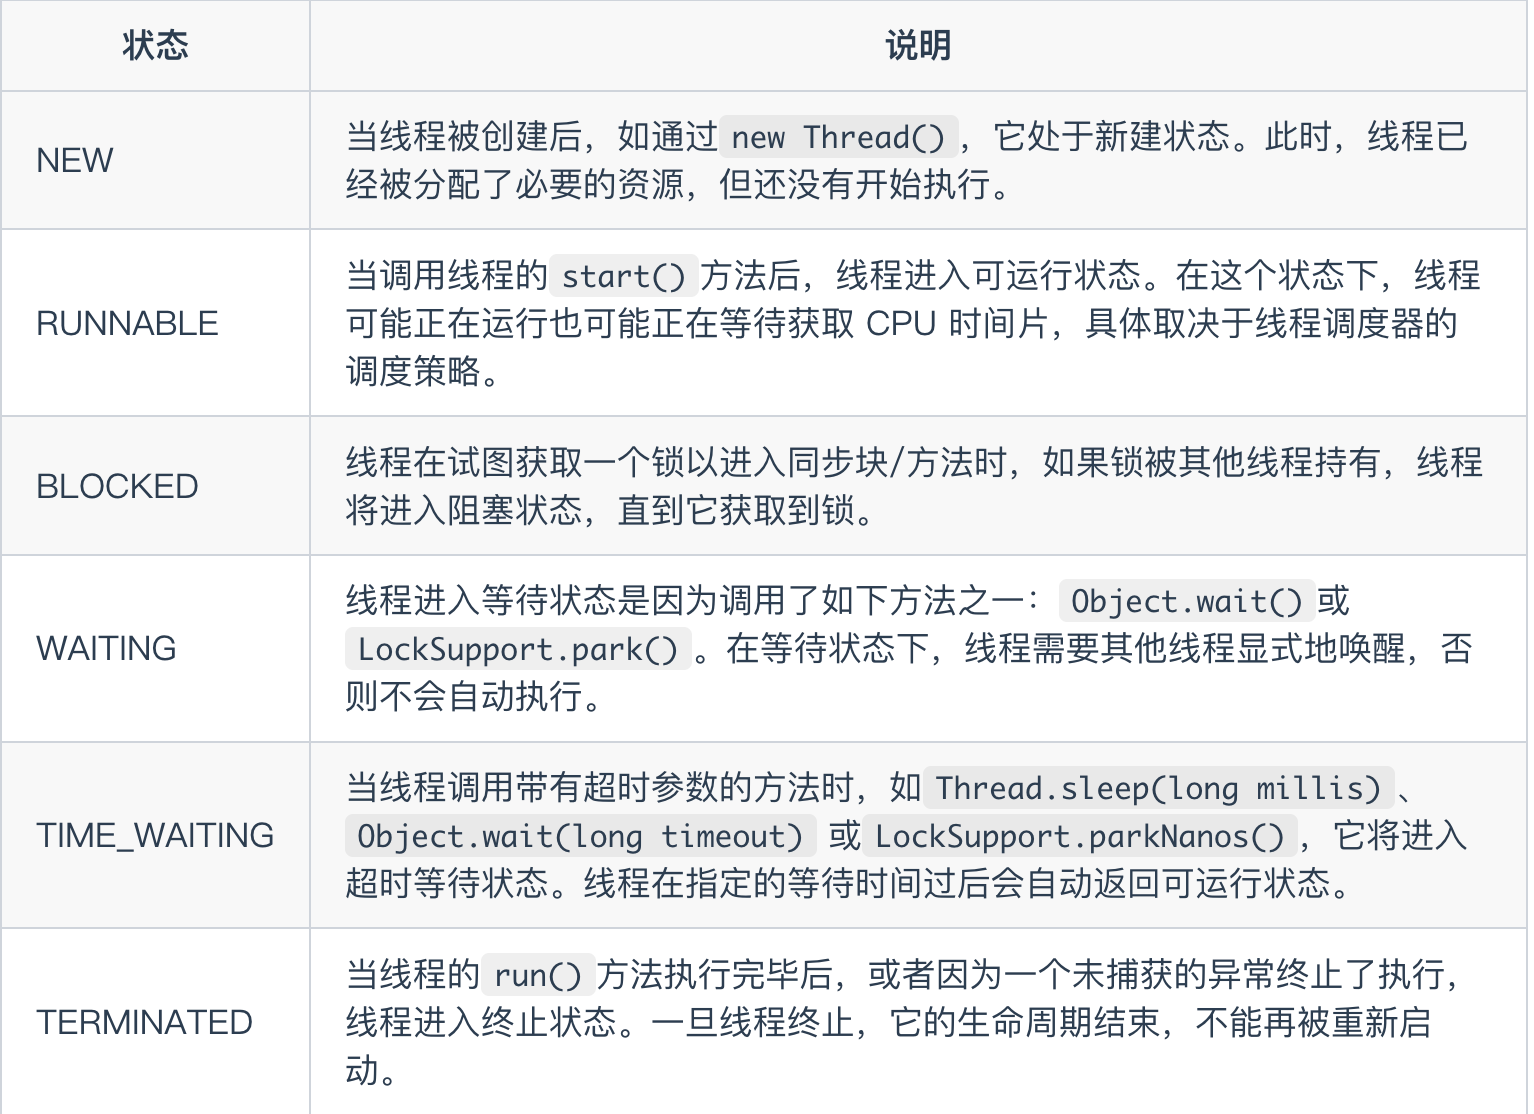 状态
说明
NEW
当线程被创建后，如通过 new Thread()，它处于新建状态。此时，线程已
经被分配了必要的资源，但还没有开始执行。
RUNNABLE
当调用线程的 start() 方法后，线程进入可运行状态。在这个状态下，线程
可能正在运行也可能正在等待获取 CPU 时间片，具体取决于线程调度器的
调度策略。
BLOCKED
线程在试图获取一个锁以进入同步块/方法时，如果锁被其他线程持有，线程
将进入阻塞状态，直到它获取到锁。
WAITING
线程进入等待状态是因为调用了如下方法之一： Object.wait() 或
LockSupport.park() 。在等待状态下，线程需要其他线程显式地唤醒，否
则不会自动执行。
TIME_WAITING
当线程调用带有超时参数的方法时，如 Thread.sleep(long millis) 、
Object.wait(long timeout) 或 LockSupport.parkNanos() ，它将进入
超时等待状态。线程在指定的等待时间过后会自动返回可运行状态。
TERMINATED
当线程的 run() 方法执行完毕后，或者因为一个未捕获的异常终止了执行，
线程进入终止状态。一旦线程终止，它的生命周期结束，不能再被重新启
动。